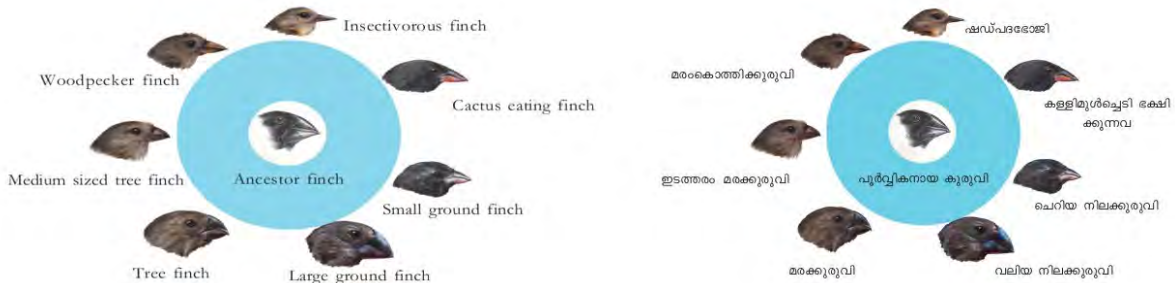 Insectivorous finch
Woodpecker finch
Cactus eating finch
Medium sized tree finch
Ancestor finch
Small ground finch
Tree finch
Large ground finch
ഷഡ്പദഭോജി
മരംകൊത്തിക്കുരുവി
കള്ളിമുൾച്ചെടി ഭക്ഷി
ക്കുന്നവ
ഇടത്തരം മരക്കുരുവി
പൂർവ്വികനായ കുരുവി
ചെറിയ നിലക്കുരുവി
മരക്കുരുവി
വലിയ നിലക്കുരുവി